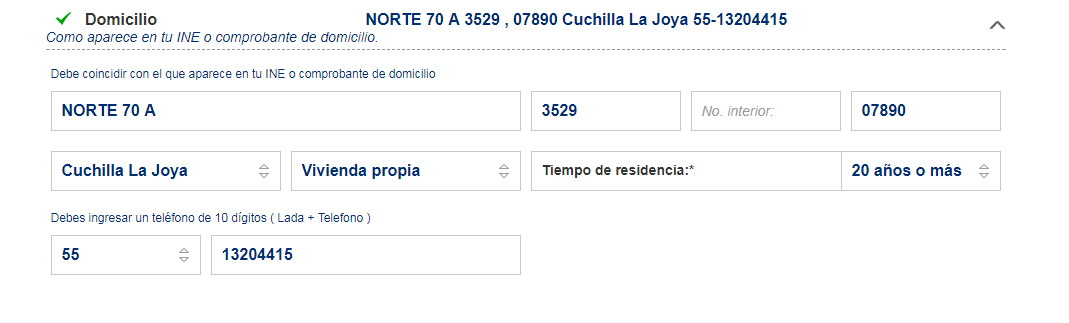 Domicilio NORTE 70 A 3529 , 07890 Cuchilla La Joya 55-13204415
Como aparece en tu INE o comprobante de domicilio.
Debe coincidir con el que aparece en tu INE o comprobante de domicilio
NORTE 70 A 3529 No. interior: 07890
Cuchilla La Joya Vivienda propia Tiempo de residencia:* 20 años o más
Debes ingresar un teléfono de 10 dígitos ( Lada + Telefono )
55 13204415